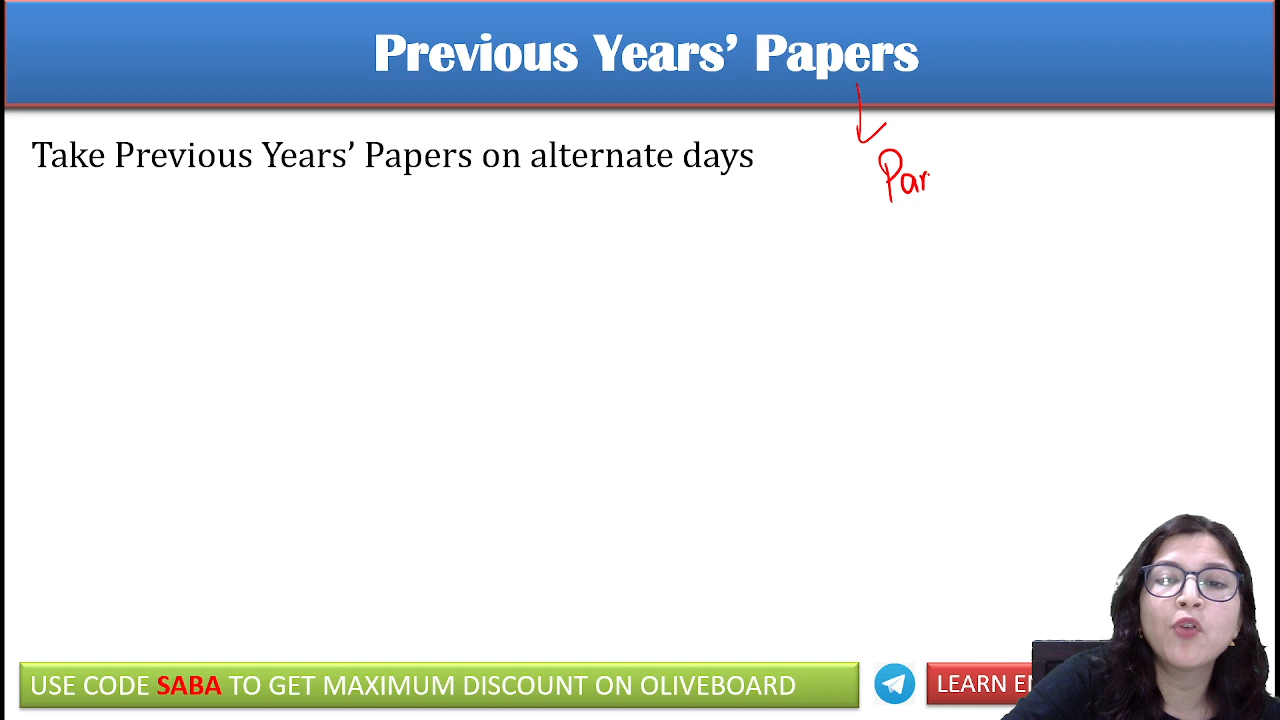 Previous Years’ Papers
Take Previous Years’ Papers on alternate days
Par
USE CODE SABA TO GET MAXIMUM DISCOUNT ON OLIVEBOARD
LEARN EN